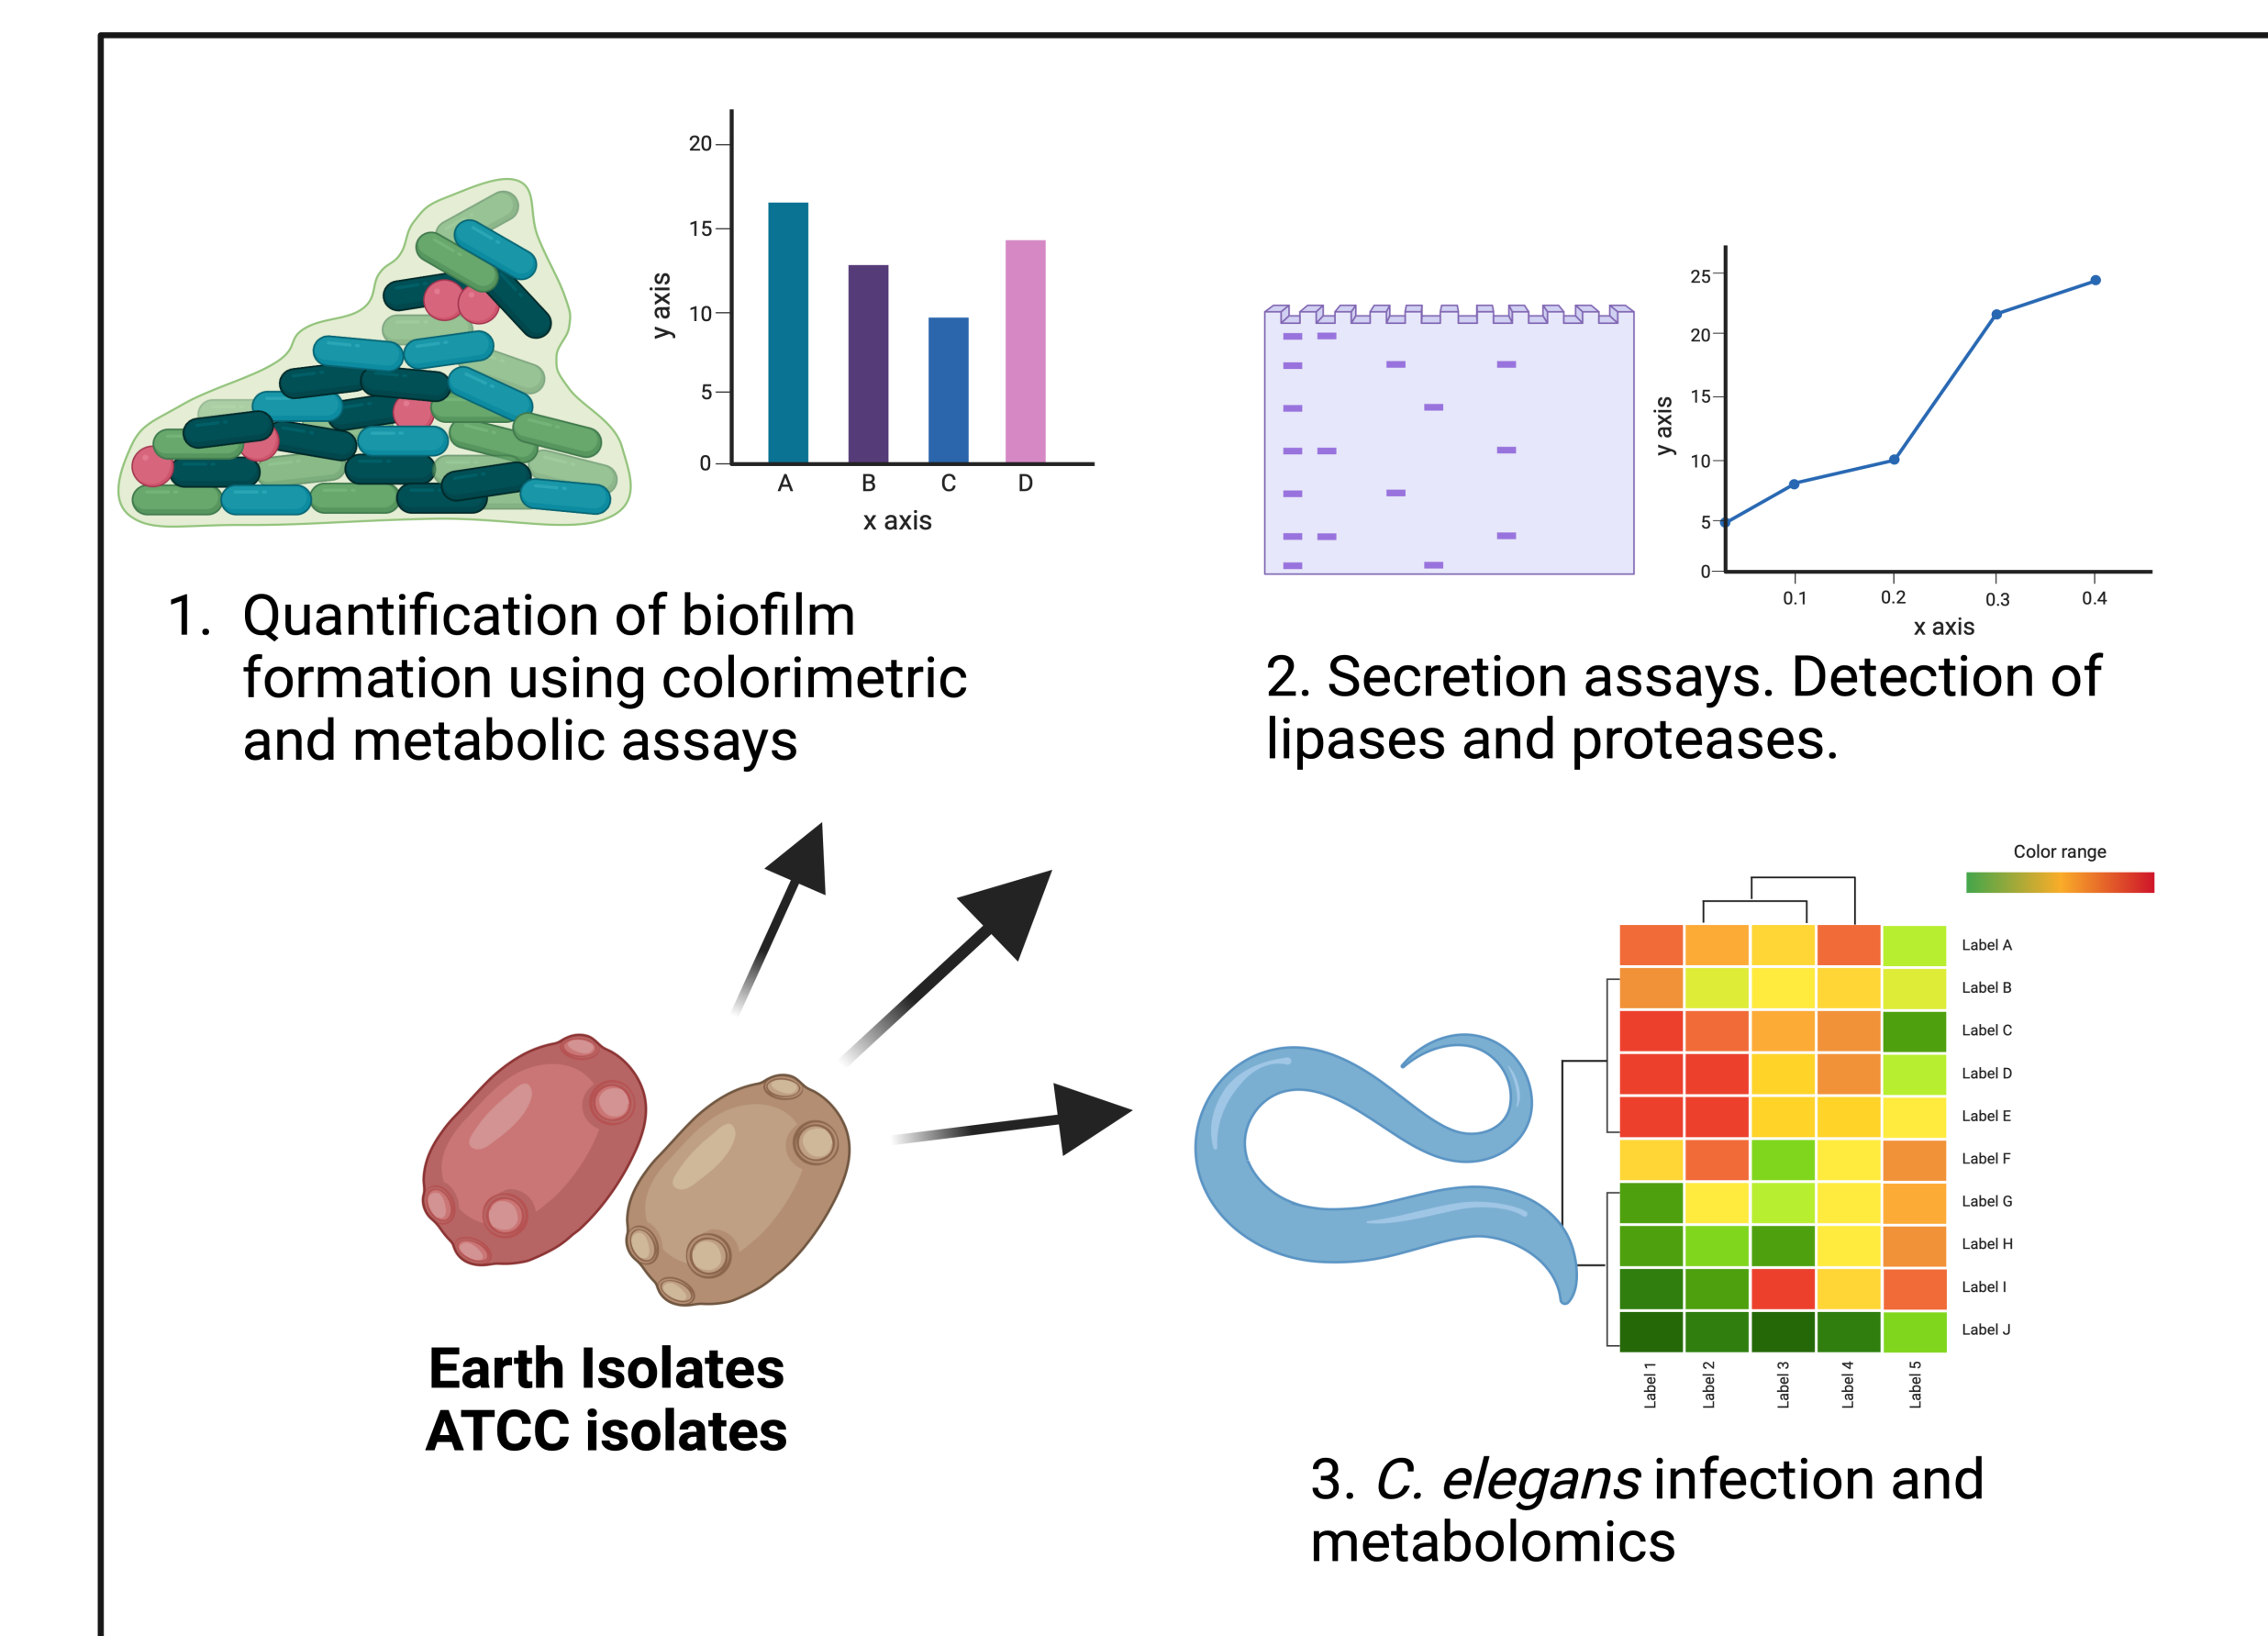 20
15
10
5
0
y axis
A B C D
x axis
1. Quantification of biofilm
formation using colorimetric
and metabolic assays
25
20
15
10
5
0
y axis
0.1 0.2 0.3 0.4
x axis
2. Secretion assays. Detection of
lipases and proteases.
Earth Isolates
ATCC isolates
Color range
Label A
Label B
Label C
Label D
Label E
Label F
Label G
Label H
Label I
Label J
Label 1 Label 2 Label 3 Label 4 Label 5
3. C. elegans infection and
metabolomics